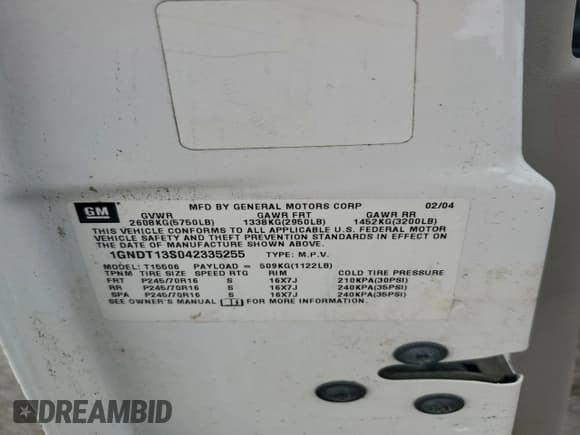 GM MFD BY GENERAL MOTORS CORP 02/04
GVWR GAWR FRT GAWR RR
2608KG(5750LB) 1338KG(2950LB) 1452KG(3200LB)
THIS VEHICLE CONFORMS TO ALL APPLICABLE U.S. FEDERAL MOTOR
VEHICLE SAFETY AND THEFT PREVENTION STANDARDS IN EFFECT ON
THE DATE OF MANUFACTURE SHOWN ABOVE.
1GNDT13S042335255 TYPE: M.P.V.
MODEL: T15506 PAYLOAD = 509KG(1122LB)
TPNM TIRE SIZE SPEED RTG RIM COLD TIRE PRESSURE
FRT P245/70R16 S 16X7J 210KPA(30PSI)
RR P245/70R16 S 16X7J 240KPA(35PSI)
SPA P245/70R16 S 16X7J 240KPA(35PSI)
SEE OWNER'S MANUAL FOR MORE INFORMATION.
DREAMBID